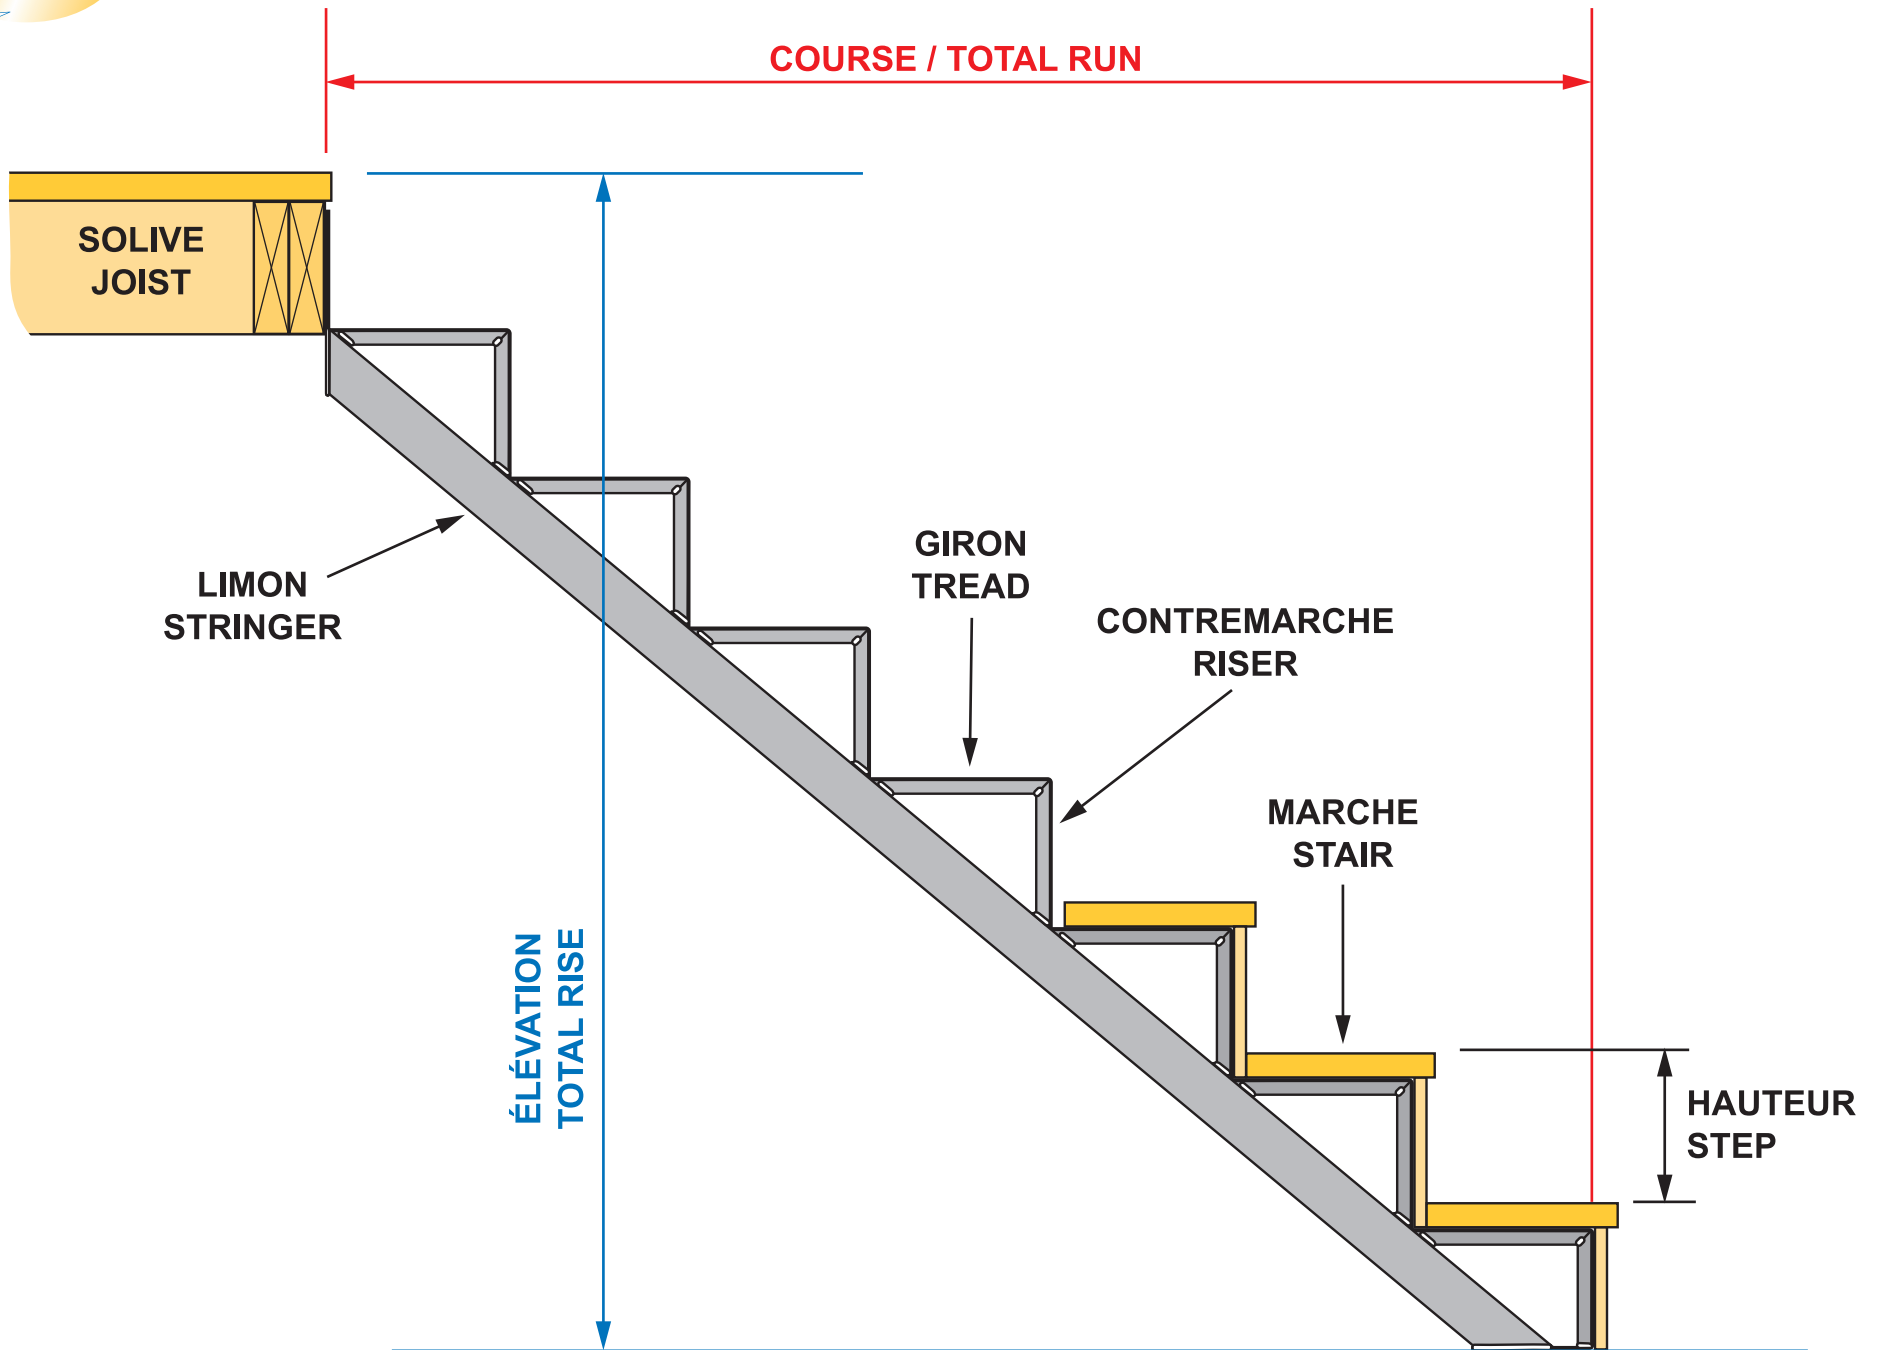 COURSE / TOTAL RUN
SOLIVE
JOIST
LIMON
STRINGER
GIRON
TREAD
CONTREMARCHE
RISER
MARCHE
STAIR
ÉLÉVATION
TOTAL RISE
HAUTEUR
STEP